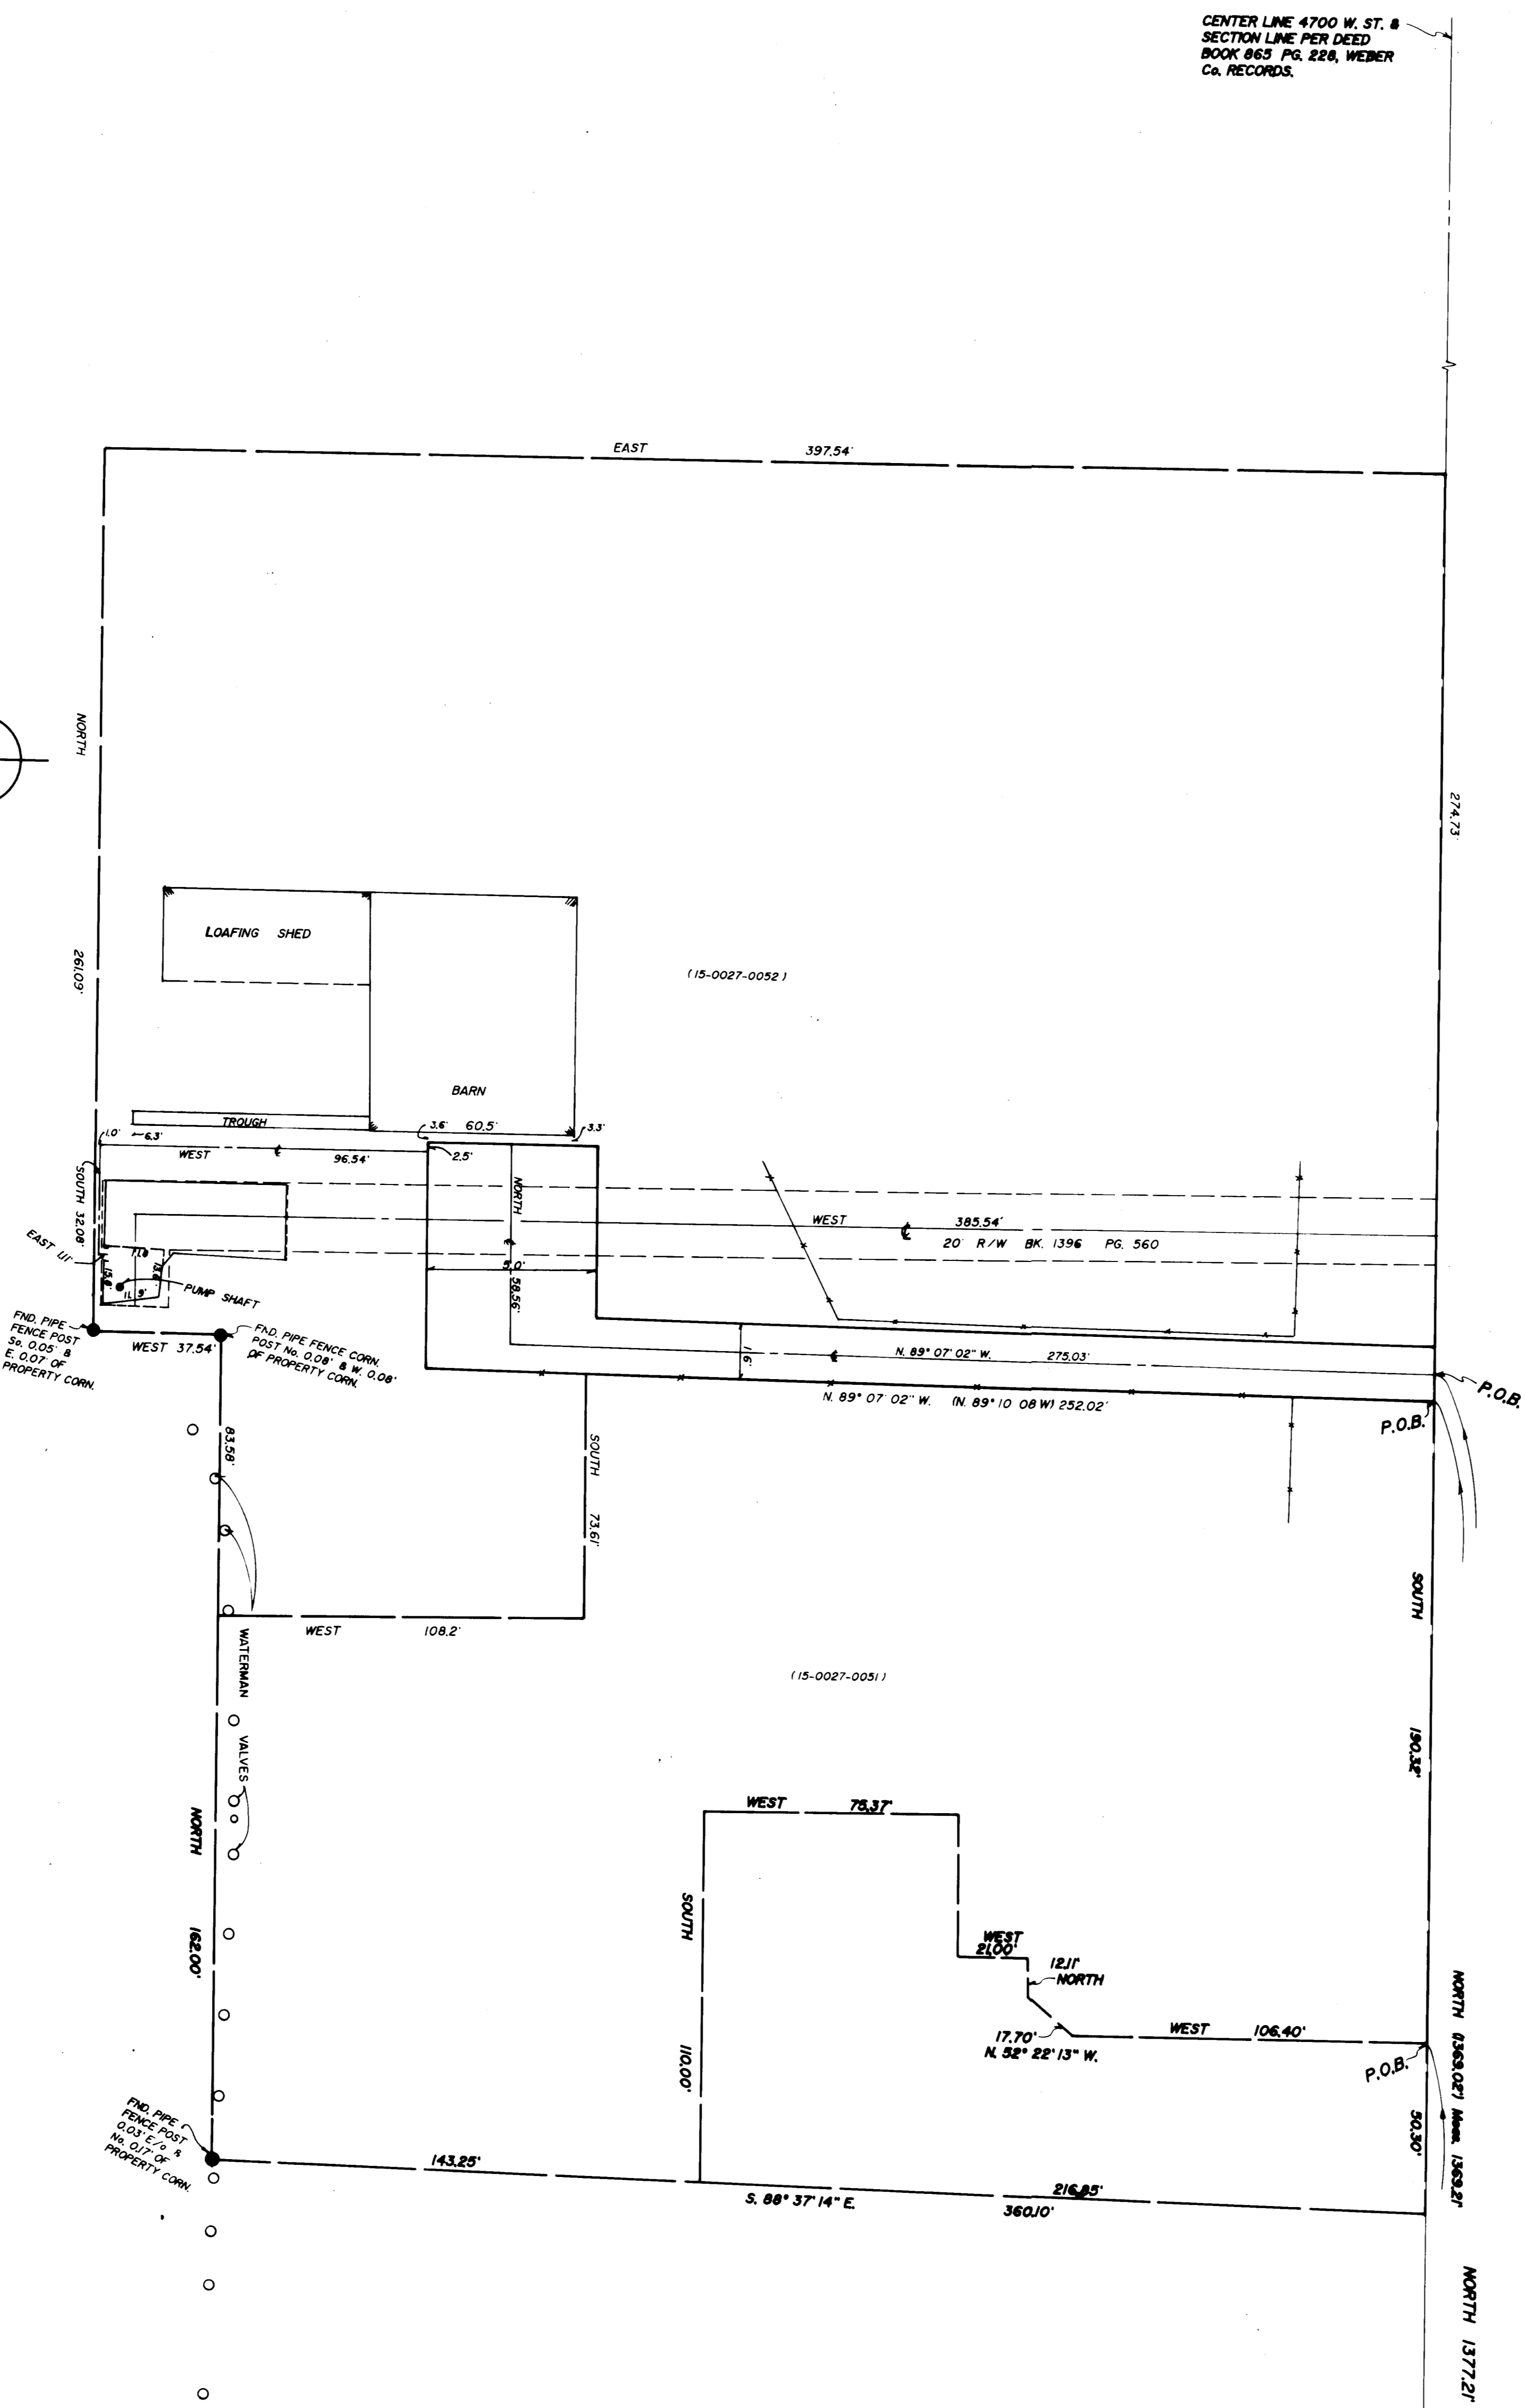 CENTER LINE 4700 W. ST. &
SECTION LINE PER DEED
BOOK 865 PG. 228, WEBER
Co. RECORDS.
EAST 397.54'
NORTH 261.09'
274.73'
LOAFING SHED
(15-0027-0052)
BARN
TROUGH
3.6' 60.5'
3.3'
1.0' 6.3'
WEST 96.54'
2.5'
SOUTH 32.08'
NORTH 58.56'
WEST 385.54'
20' R/W BK. 1396 PG. 560
EAST 1.11'
15.8'
13.6'
PUMP SHAFT
FND. PIPE
FENCE POST
So. 0.05' &
E. 0.07' OF
PROPERTY CORN.
WEST 37.54'
FND. PIPE FENCE CORN.
POST No. 0.08' & W. 0.08'
OF PROPERTY CORN.
N. 89° 07' 02" W. 275.03'
N. 89° 07' 02" W. (N. 89° 10' 08 W) 252.02'
P.O.B.
P.O.B.
83.58'
SOUTH 73.61'
WEST 108.2'
WATERMAN VALVES
(15-0027-0051)
SOUTH 190.32'
NORTH 162.00'
WEST 75.37'
SOUTH 110.00'
WEST
21.00'
12.11'
NORTH
17.70'
N. 52° 22' 13" W.
WEST 106.40'
P.O.B.
50.30'
NORTH (1369.02') Meas. 1369.21'
NORTH 1377.21'
FND. PIPE
FENCE POST
0.03' E/o &
No. 0.17' OF
PROPERTY CORN.
143.25'
216.85'
S. 88° 37' 14" E.
360.10'